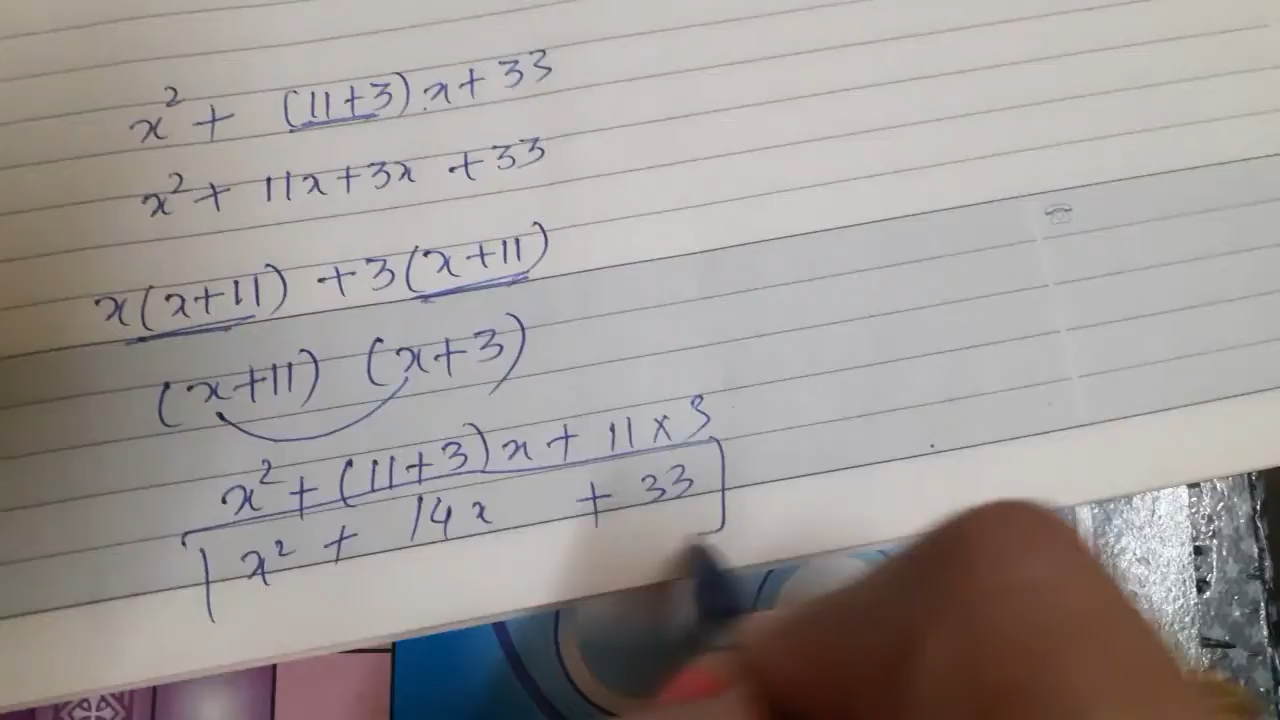 x² + (11+3)x + 33
x² + 11x + 3x + 33
x(x+11) + 3(x+11)
(x+11) (x+3)
x² + (11+3)x + 11 x 3
x² + 14x + 33